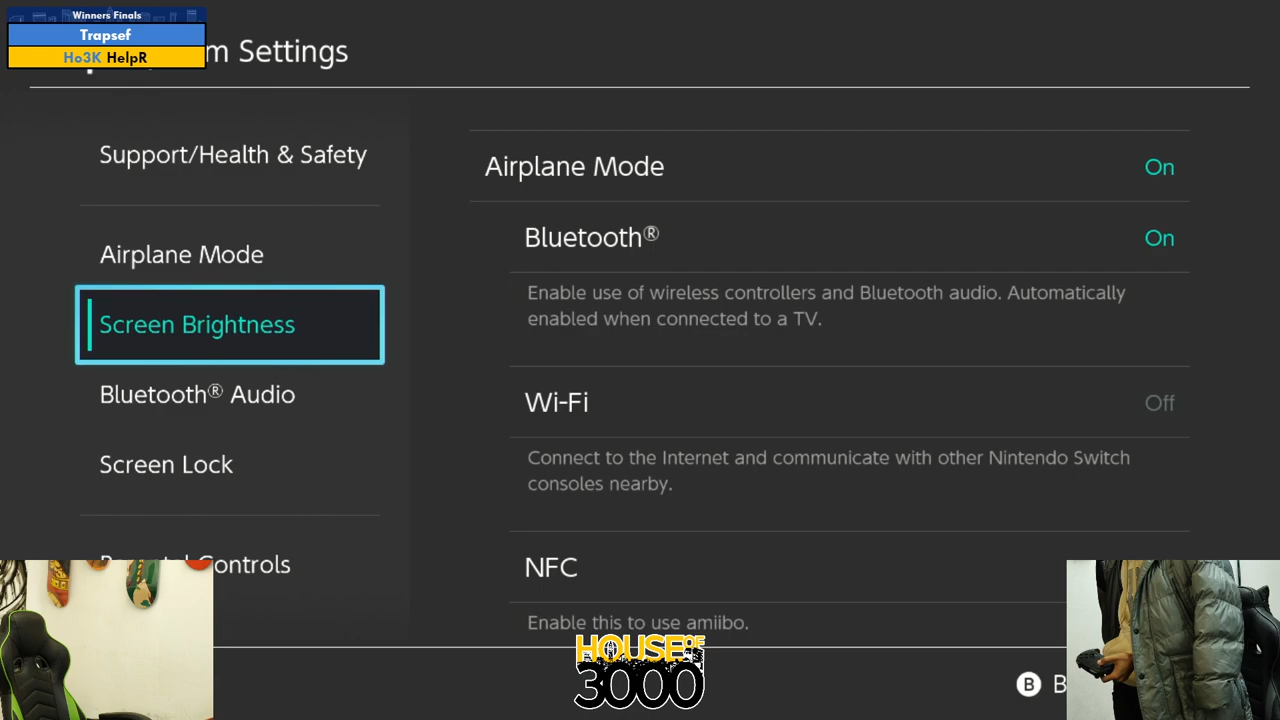 Winners Finals
Trapsef
Ho3K HelpR
m Settings
Support/Health & Safety
Airplane Mode
Screen Brightness
Bluetooth® Audio
Screen Lock
Controls
Airplane Mode On
Bluetooth® On
Enable use of wireless controllers and Bluetooth audio. Automatically
enabled when connected to a TV.
Wi-Fi Off
Connect to the Internet and communicate with other Nintendo Switch
consoles nearby.
NFC
Enable this to use amiibo.
HOUSE OF
3000
B B